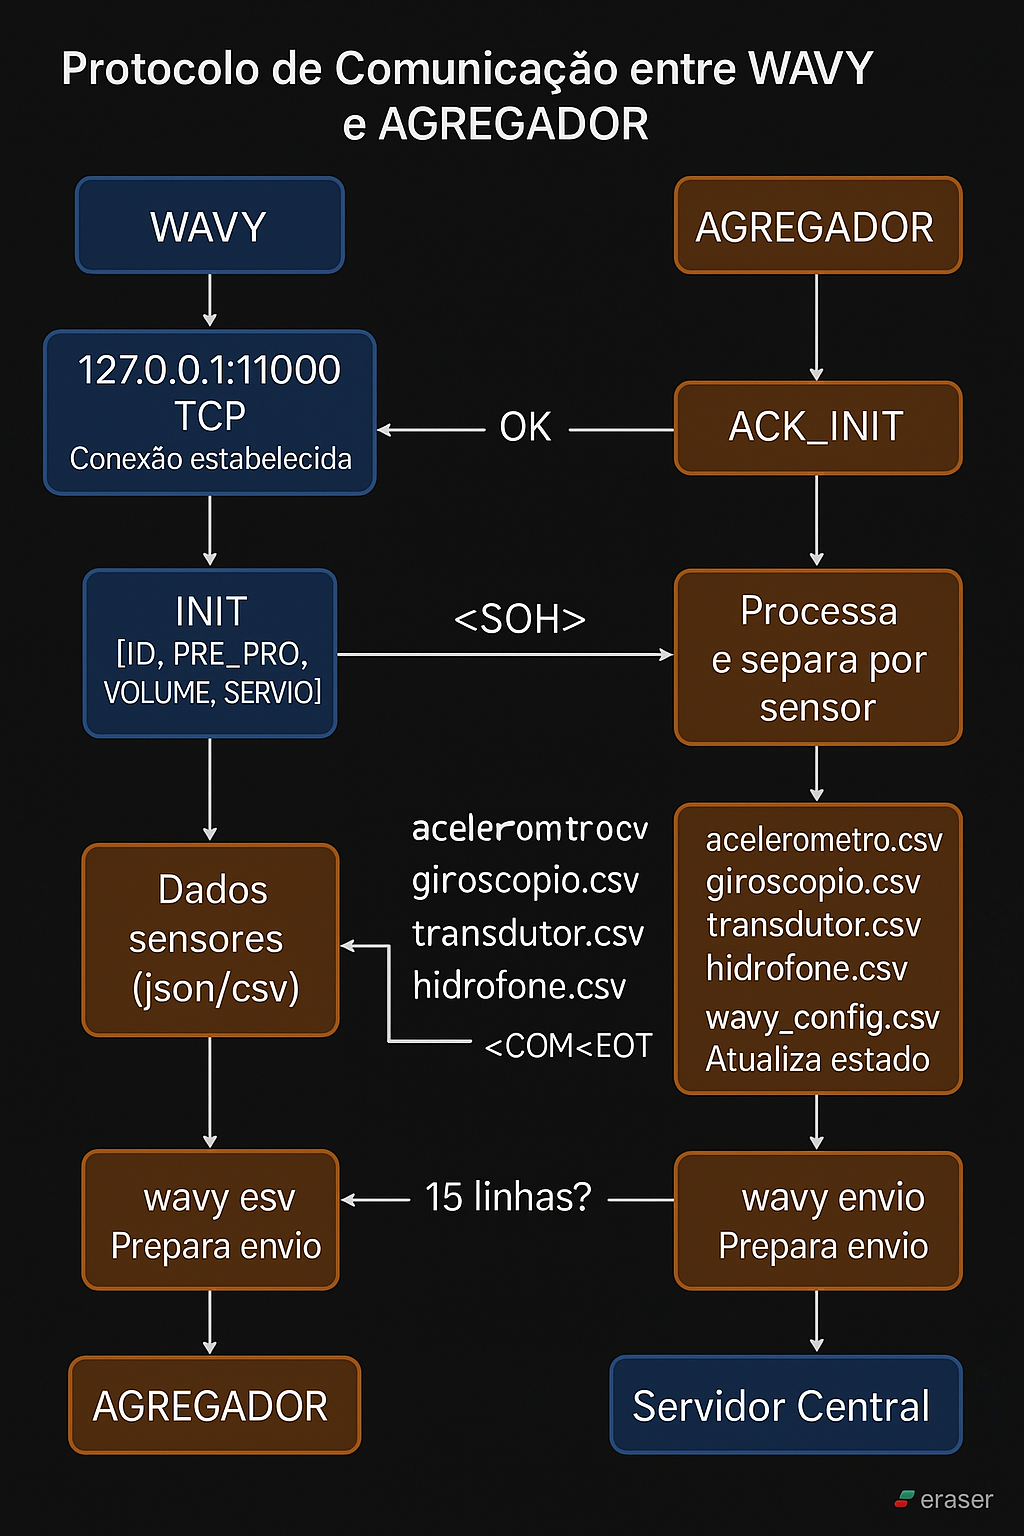 Protocolo de Comunicação entre WAVY
e AGREGADOR
WAVY
AGREGADOR
127.0.0.1:11000
TCP
Conexão estabelecida
OK
ACK_INIT
INIT
[ID, PRE_PRO,
VOLUME, SERVIO]
<SOH>
Processa
e separa por
sensor
Dados
sensores
(json/csv)
aceleromtrocv
giroscopio.csv
transdutor.csv
hidrofone.csv
<COM<EOT
acelerometro.csv
giroscopio.csv
transdutor.csv
hidrofone.csv
wavy_config.csv
Atualiza estado
wavy esv
Prepara envio
15 linhas?
wavy envio
Prepara envio
AGREGADOR
Servidor Central
eraser